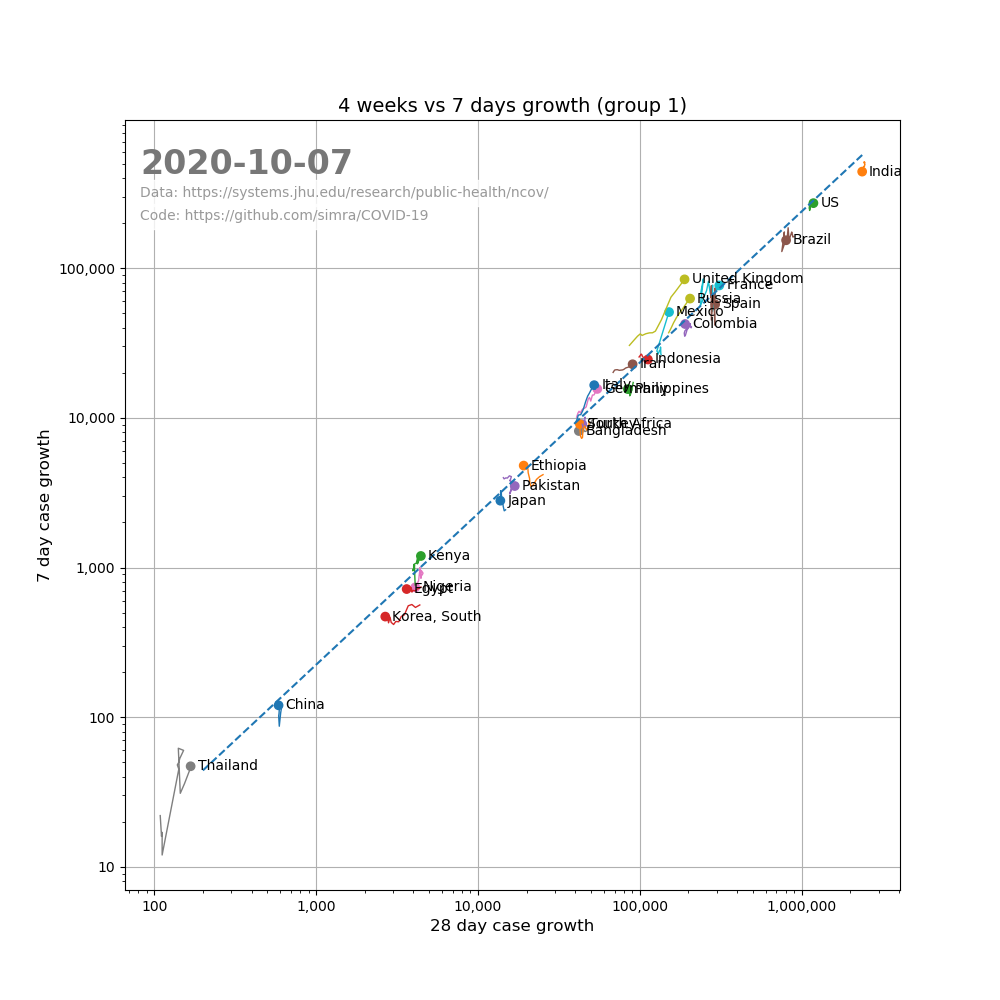 4 weeks vs 7 days growth (group 1)
2020-10-07
Data: https://systems.jhu.edu/research/public-health/ncov/
Code: https://github.com/simra/COVID-19
India
US
Brazil
United Kingdom
France
Russia
Spain
Mexico
Colombia
Indonesia
Iran
Italy
Germany
Philippines
South Africa
Turkey
Bangladesh
Ethiopia
Pakistan
Japan
Kenya
Nigeria
Egypt
Korea, South
China
Thailand
100,000
10,000
1,000
100
10
7 day case growth
100
1,000
10,000
100,000
1,000,000
28 day case growth